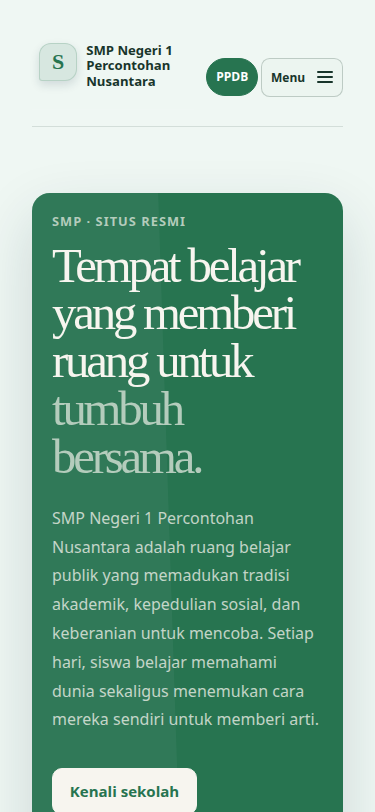 S
SMP Negeri 1
Percontohan
Nusantara
PPDB
Menu
SMP · SITUS RESMI
Tempat belajar
yang memberi
ruang untuk
tumbuh
bersama.
SMP Negeri 1 Percontohan
Nusantara adalah ruang belajar
publik yang memadukan tradisi
akademik, kepedulian sosial, dan
keberanian untuk mencoba. Setiap
hari, siswa belajar memahami
dunia sekaligus menemukan cara
mereka sendiri untuk memberi arti.
Kenali sekolah